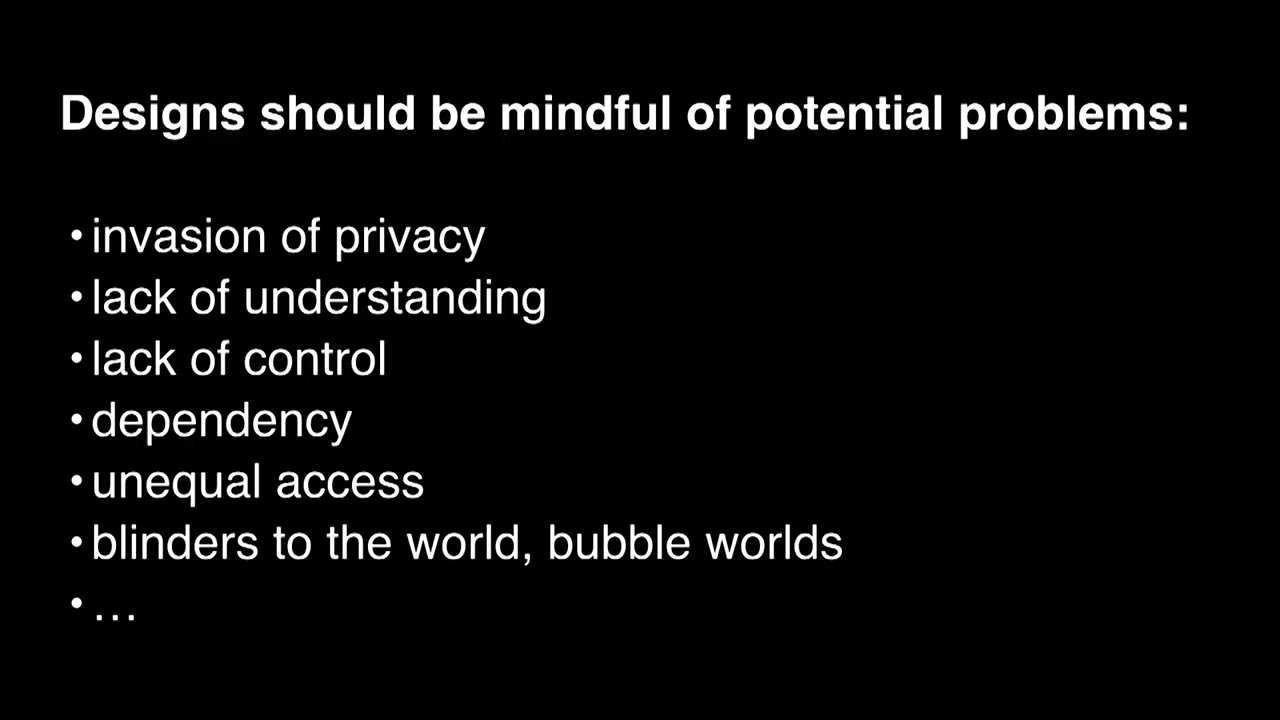 Designs should be mindful of potential problems:
• invasion of privacy
• lack of understanding
• lack of control
• dependency
• unequal access
• blinders to the world, bubble worlds
• …